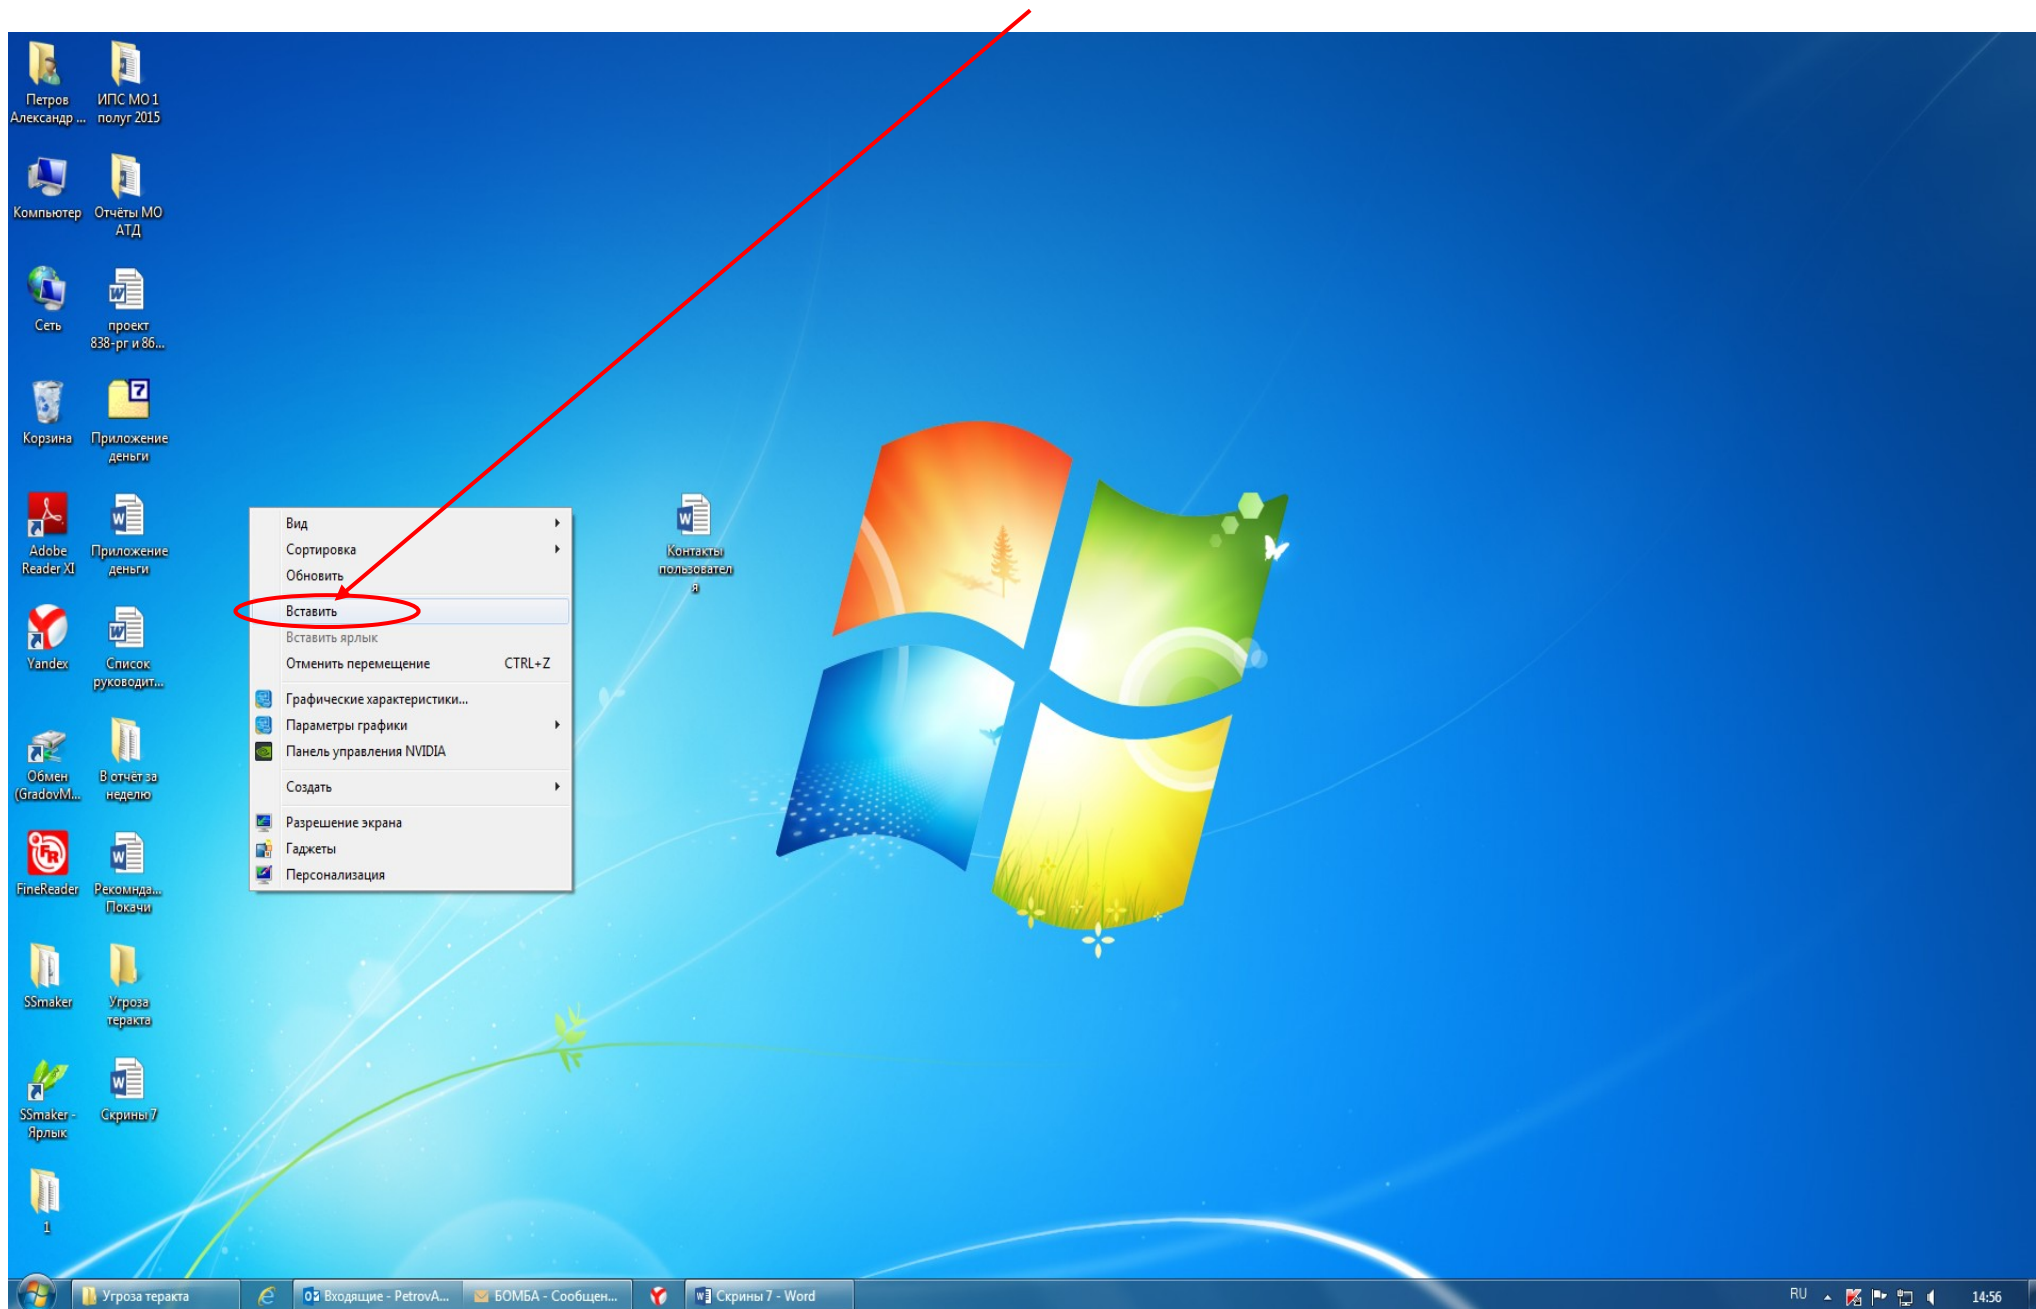 Петров
Александр ...
ИПС МО 1
полуг 2015
Компьютер
Отчёты МО
АТД
Сеть
проект
838-рг и 86...
Корзина
Приложение
деньги
Adobe
Reader XI
Приложение
деньги
Yandex
Список
руководит...
Обмен
(GradovM...
В отчёт за
неделю
FineReader
Рекомнда...
Покачи
SSmaker
Угроза
теракта
SSmaker -
Ярлык
Скрины 7
1
Контакты
пользовател
я
Вид
Сортировка
Обновить
Вставить
Вставить ярлык
Отменить перемещение CTRL+Z
Графические характеристики...
Параметры графики
Панель управления NVIDIA
Создать
Разрешение экрана
Гаджеты
Персонализация
Угроза теракта
Входящие - PetrovA...
БОМБА - Сообщен...
Скрины 7 - Word
RU
14:56